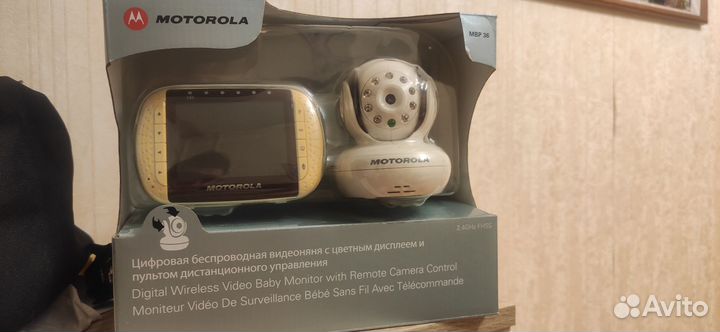 MOTOROLA
MBP 36
MOTOROLA
MOTOROLA
2.4GHz FHSS
Цифровая беспроводная видеоняня с цветным дисплеем и
пультом дистанционного управления
Digital Wireless Video Baby Monitor with Remote Camera Control
Moniteur Vidéo De Surveillance Bébé Sans Fil Avec Télécommande
Avito